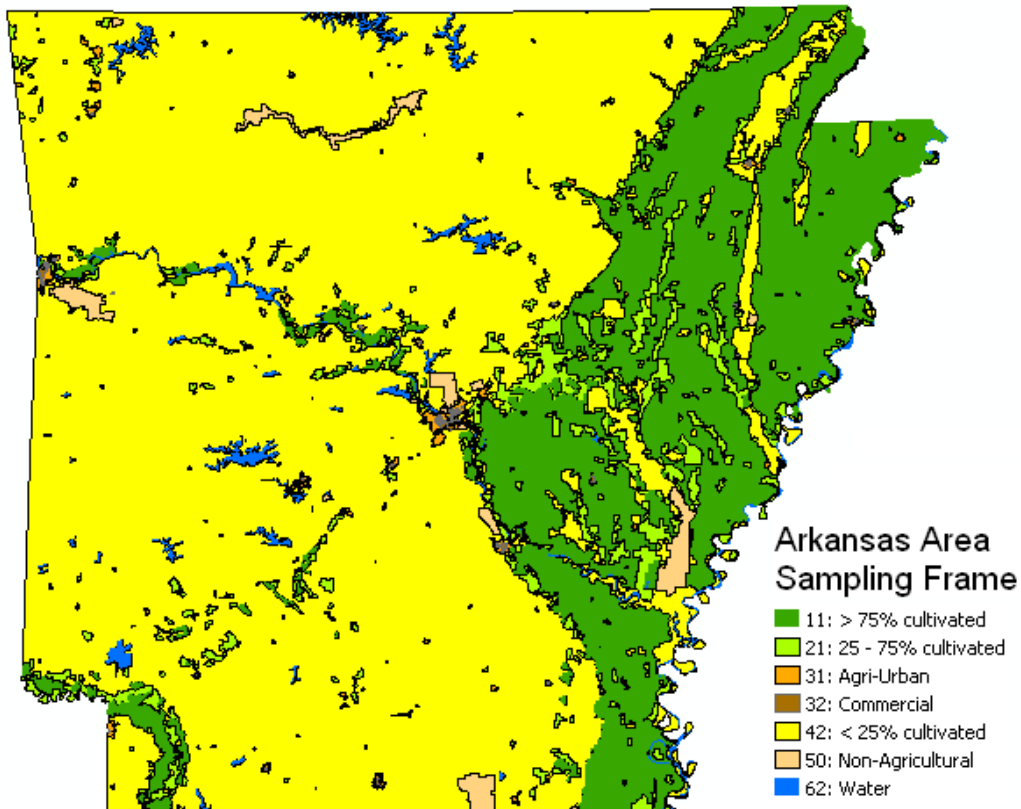 Arkansas Area
Sampling Frame
11: > 75% cultivated
21: 25 - 75% cultivated
31: Agri-Urban
32: Commercial
42: < 25% cultivated
50: Non-Agricultural
62: Water